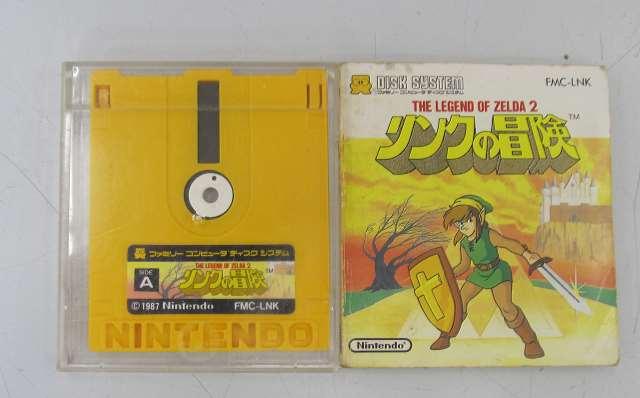 ファミリー コンピュータ ディスク システム
SIDE
A
THE LEGEND OF ZELDA 2
リンクの冒険
TM
© 1987 Nintendo FMC-LNK
NINTENDO
DISK SYSTEM
FMC-LNK
ファミリー コンピュータ ディスク システム
THE LEGEND OF ZELDA 2
リンクの冒険
TM
Nintendo